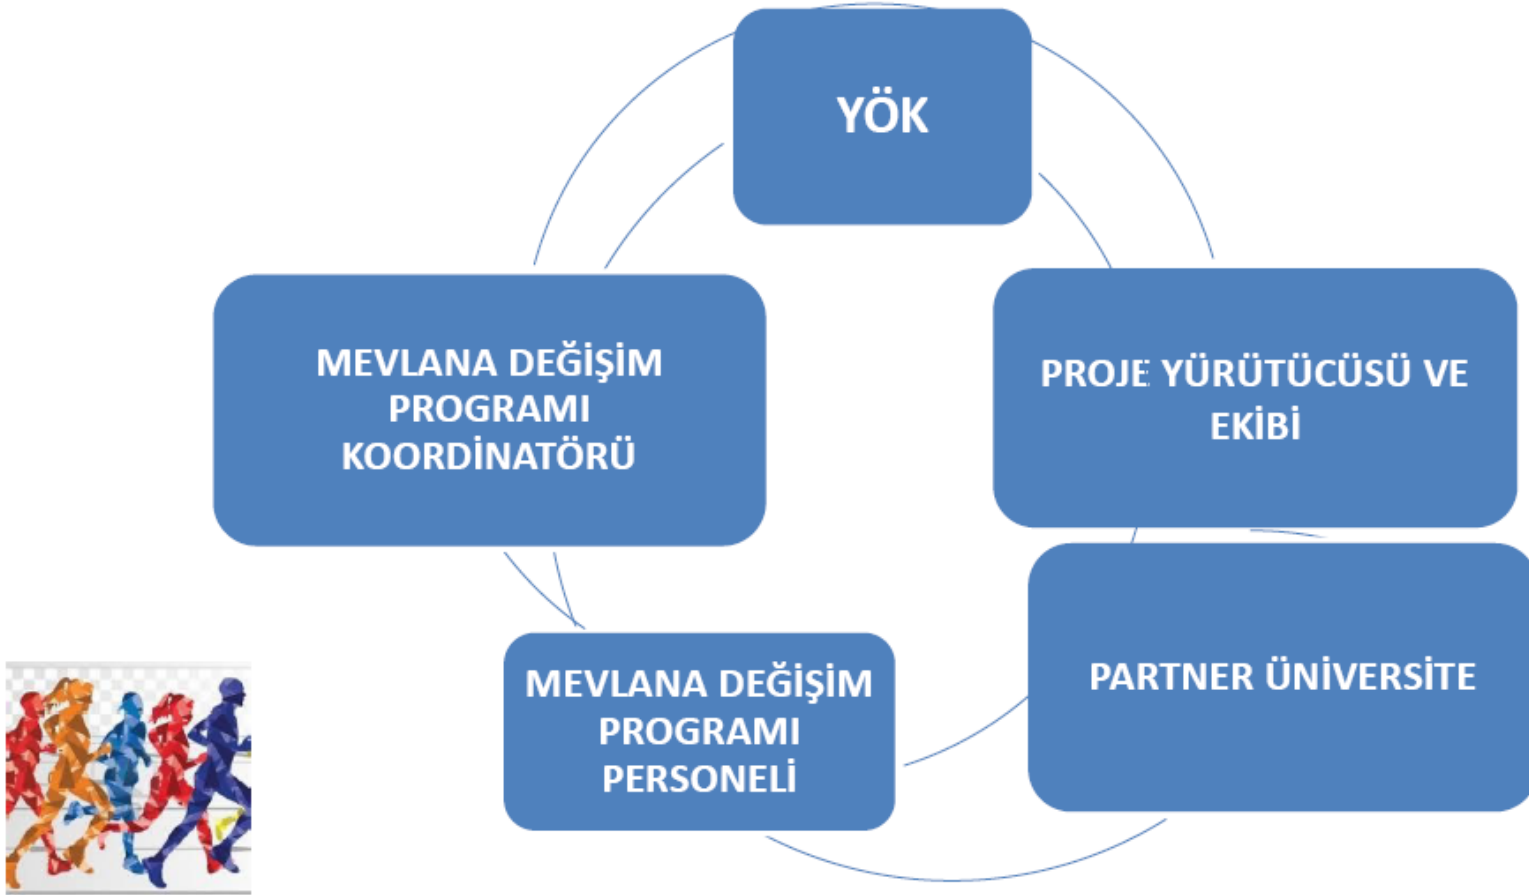 YÖK
MEVLANA DEĞİŞİM
PROGRAMI
KOORDİNATÖRÜ
PROJE YÜRÜTÜCÜSÜ VE
EKİBİ
MEVLANA DEĞİŞİM
PROGRAMI
PERSONELİ
PARTNER ÜNİVERSİTE